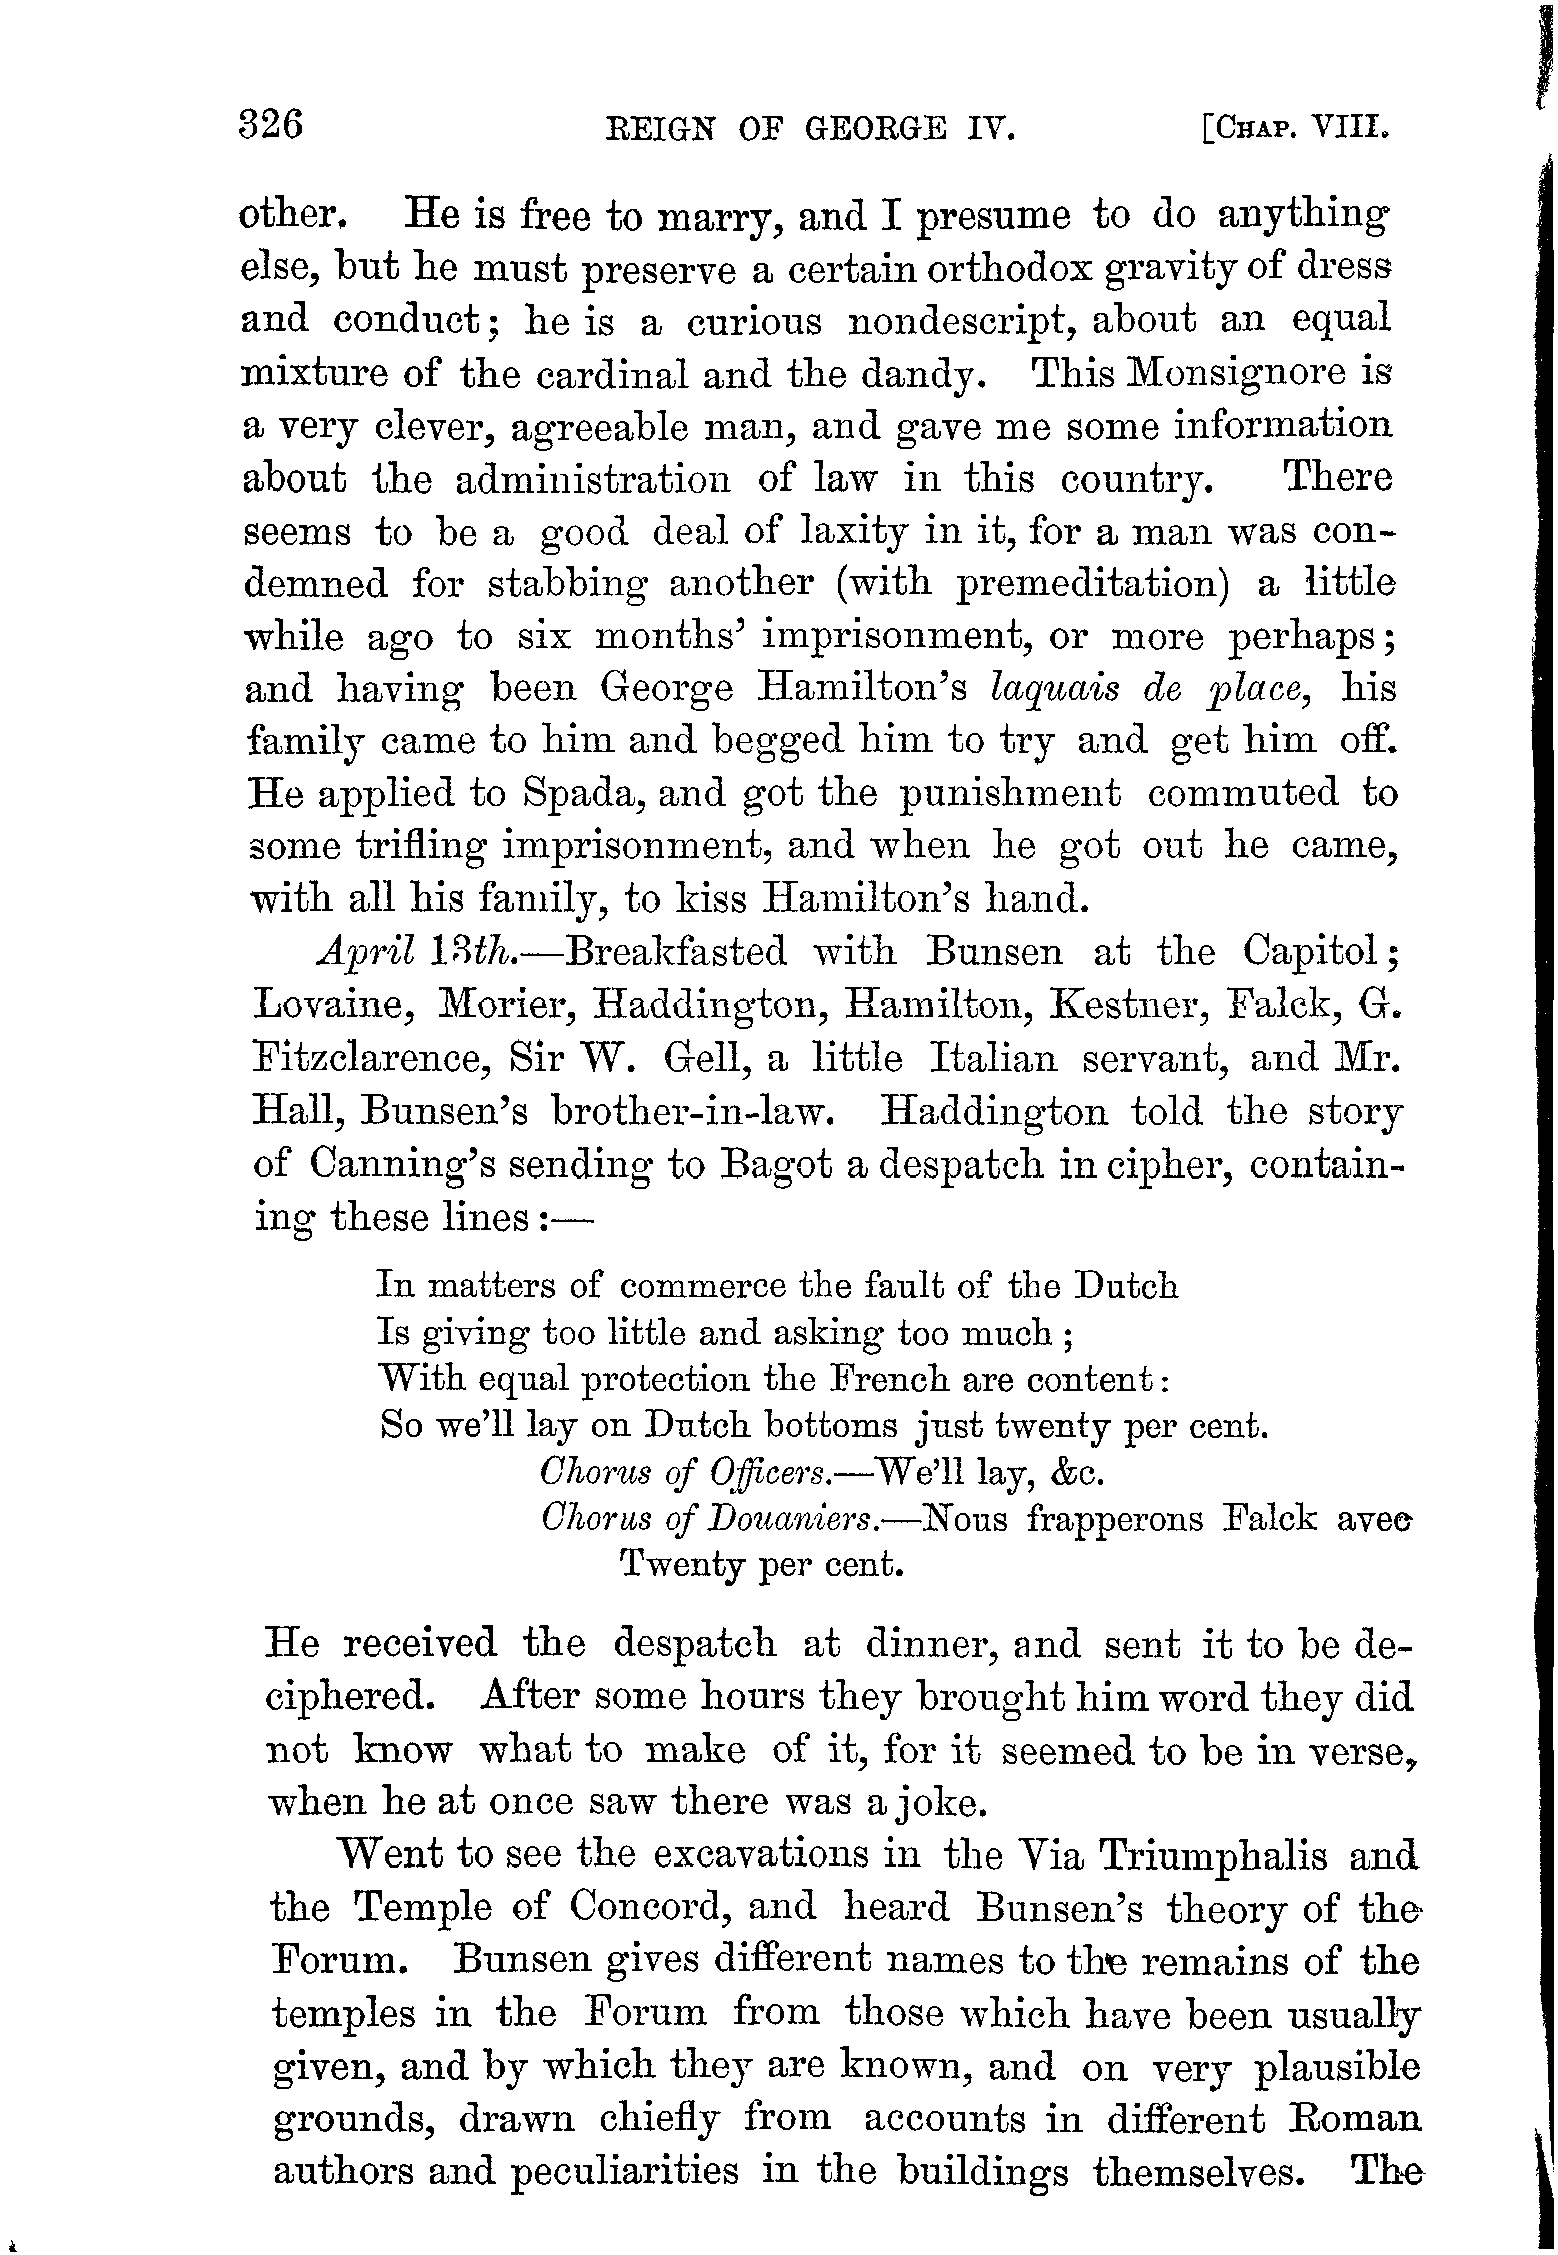 326 REIGN OF GEORGE IV. [CHAP. VIII.
other. He is free to marry, and I presume to do anything
else, but he must preserve a certain orthodox gravity of dress
and conduct; he is a curious nondescript, about an equal
mixture of the cardinal and the dandy. This Monsignore is
a very clever, agreeable man, and gave me some information
about the administration of law in this country. There
seems to be a good deal of laxity in it, for a man was con-
demned for stabbing another (with premeditation) a little
while ago to six months' imprisonment, or more perhaps;
and having been George Hamilton's laquais de place, his
family came to him and begged him to try and get him off.
He applied to Spada, and got the punishment commuted to
some trifling imprisonment, and when he got out he came,
with all his family, to kiss Hamilton's hand.
April 13th.—Breakfasted with Bunsen at the Capitol;
Lovaine, Morier, Haddington, Hamilton, Kestner, Falck, G.
Fitzclarence, Sir W. Gell, a little Italian servant, and Mr.
Hall, Bunsen's brother-in-law. Haddington told the story
of Canning's sending to Bagot a despatch in cipher, contain-
ing these lines:—
In matters of commerce the fault of the Dutch
Is giving too little and asking too much;
With equal protection the French are content:
So we'll lay on Dutch bottoms just twenty per cent.
Chorus of Officers.—We'll lay, &c.
Chorus of Douaniers.—Nous frapperons Falck avec
Twenty per cent.
He received the despatch at dinner, and sent it to be de-
ciphered. After some hours they brought him word they did
not know what to make of it, for it seemed to be in verse,
when he at once saw there was a joke.
Went to see the excavations in the Via Triumphalis and
the Temple of Concord, and heard Bunsen's theory of the
Forum. Bunsen gives different names to the remains of the
temples in the Forum from those which have been usually
given, and by which they are known, and on very plausible
grounds, drawn chiefly from accounts in different Roman
authors and peculiarities in the buildings themselves. The